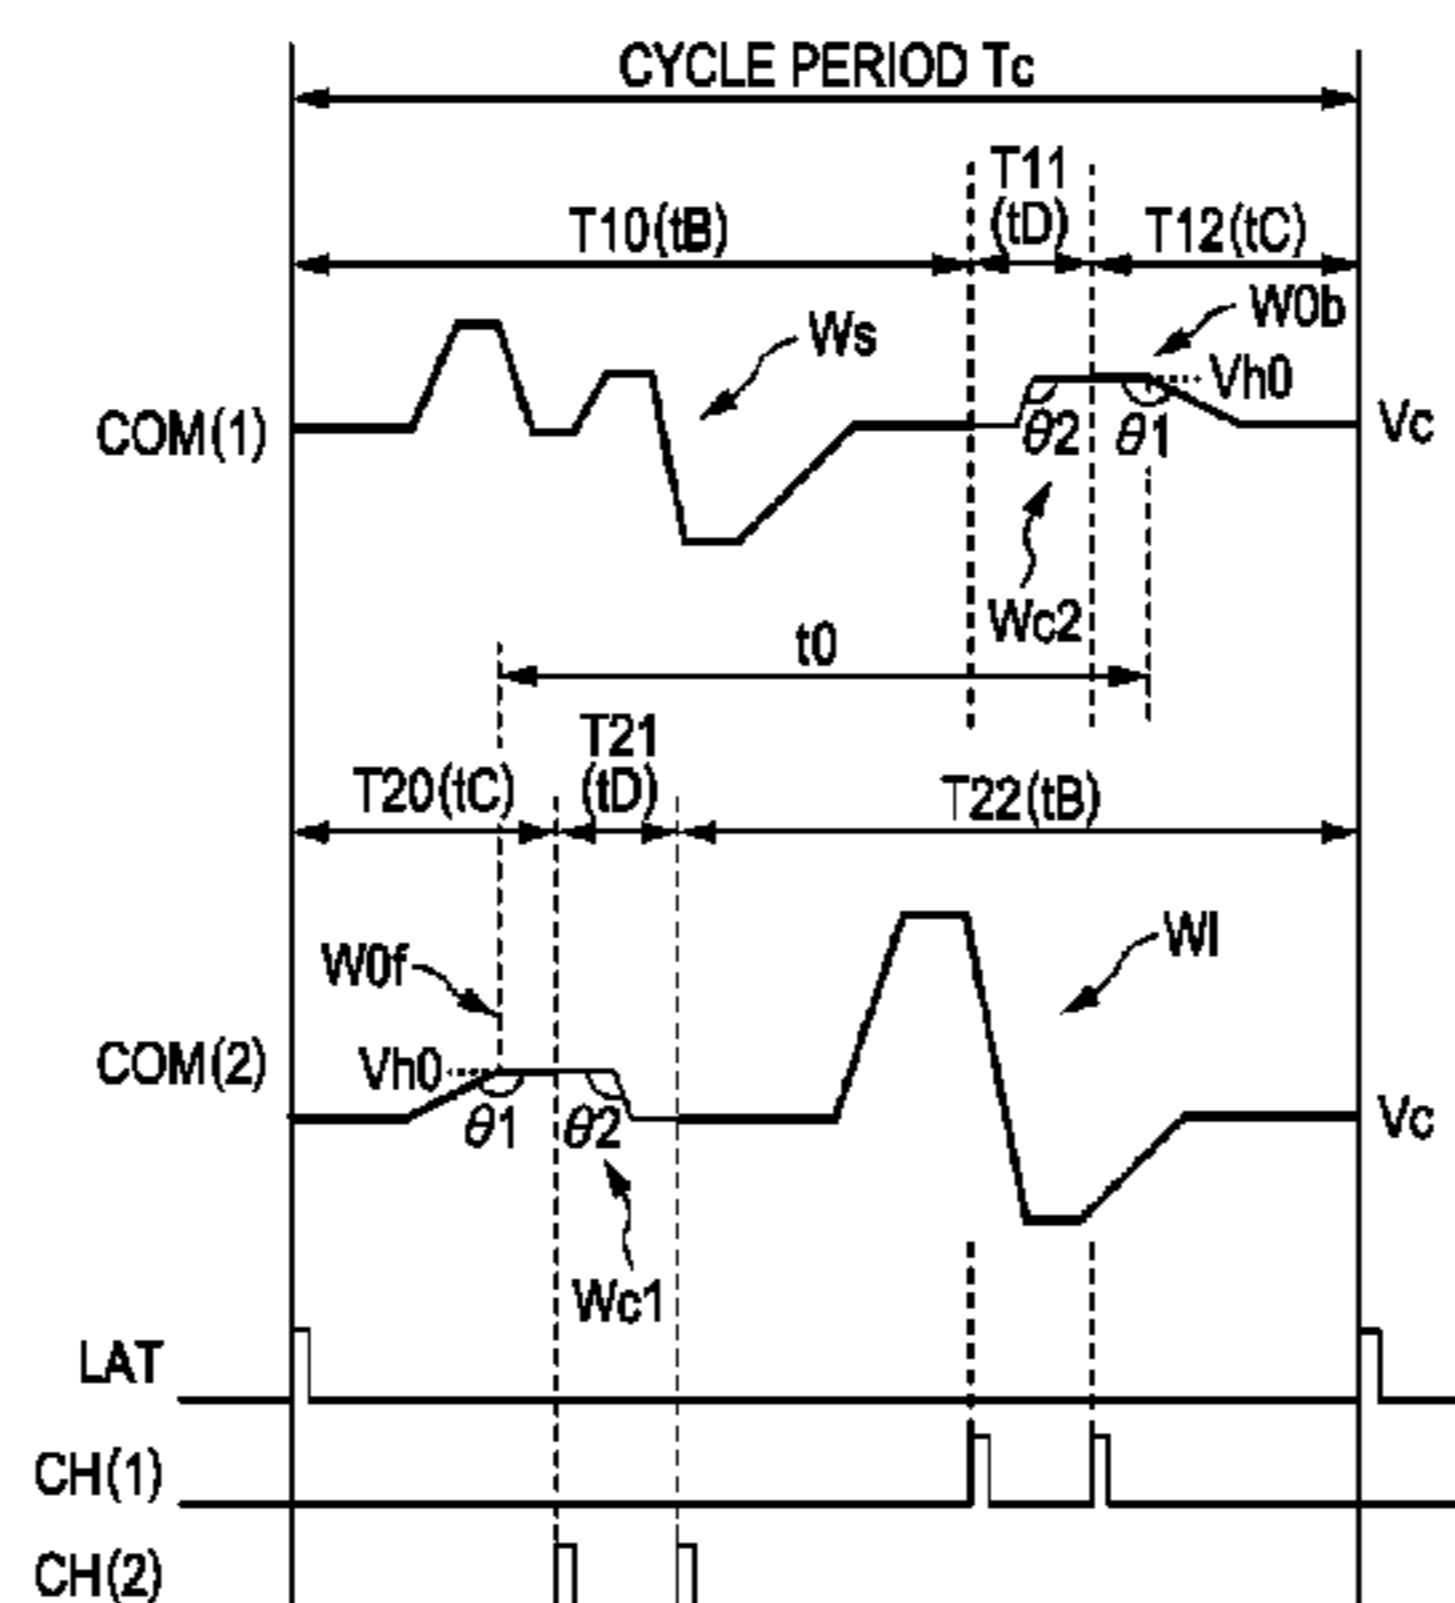 CYCLE PERIOD Tc
T11
(tD)
T10(tB)
T12(tC)
W0b
Ws
Vh0
COM(1)
θ2
θ1
Vc
Wc2
t0
T21
(tD)
T20(tC)
T22(tB)
W0f
Wl
COM(2)
Vh0
θ1
θ2
Vc
Wc1
LAT
CH(1)
CH(2)